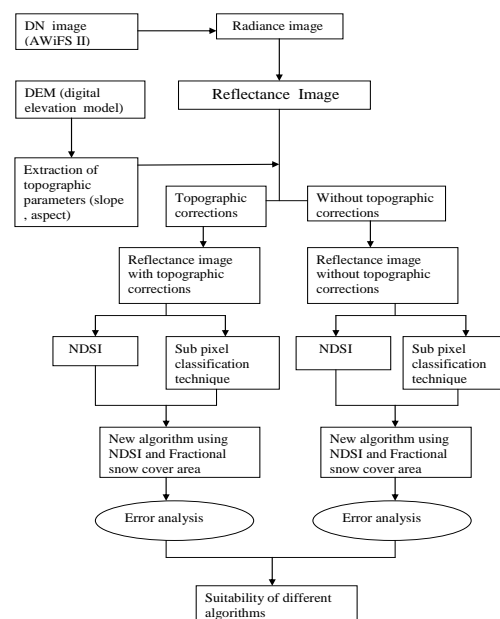 DN image
(AWiFS II)
Radiance image
Reflectance Image
DEM (digital
elevation model)
Extraction of
topographic
parameters (slope
, aspect)
Topographic
corrections
Without topographic
corrections
Reflectance image
with topographic
corrections
Reflectance image
without topographic
corrections
NDSI
Sub pixel
classification
technique
NDSI
Sub pixel
classification
technique
New algorithm using
NDSI and Fractional
snow cover area
New algorithm using
NDSI and Fractional
snow cover area
Error analysis
Error analysis
Suitability of different
algorithms